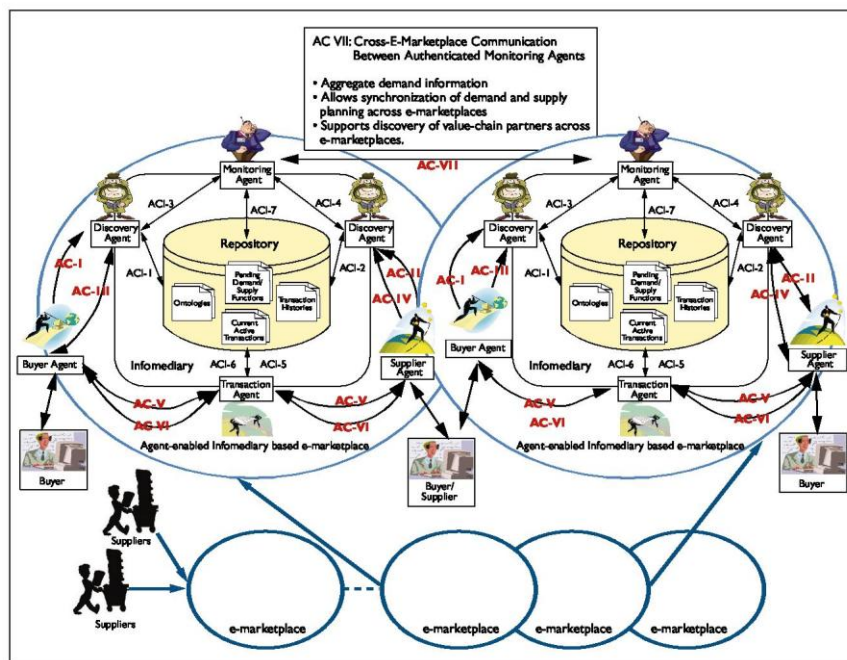 AC VII: Cross-E-Marketplace Communication
Between Authenticated Monitoring Agents
• Aggregate demand information
• Allows synchronization of demand and supply
planning across e-marketplaces
• Supports discovery of value-chain partners across
e-marketplaces.
AC-VII
Monitoring
Agent
ACI-3
ACI-4
ACI-7
Discovery
Agent
Discovery
Agent
Repository
AC-I
AC-III
ACI-1
ACI-2
AC-II
AC-IV
Pending
Demand/
Supply
Functions
Ontologies
Transaction
Histories
Current
Active
Transactions
Buyer Agent
Infomediary
ACI-6
ACI-5
Supplier
Agent
Transaction
Agent
AC-V
AC-VI
AC-V
AC-VI
Agent-enabled Infomediary based e-marketplace
Buyer
Buyer/
Supplier
Monitoring
Agent
ACI-3
ACI-4
ACI-7
Discovery
Agent
Discovery
Agent
Repository
AC-I
AC-III
ACI-1
ACI-2
AC-II
AC-IV
Pending
Demand/
Supply
Functions
Ontologies
Transaction
Histories
Current
Active
Transactions
Buyer Agent
Infomediary
ACI-6
ACI-5
Supplier
Agent
Transaction
Agent
AC-V
AC-VI
AC-V
AC-VI
Agent-enabled Infomediary based e-marketplace
Buyer
Suppliers
Suppliers
e-marketplace
e-marketplace
e-marketplace
e-marketplace